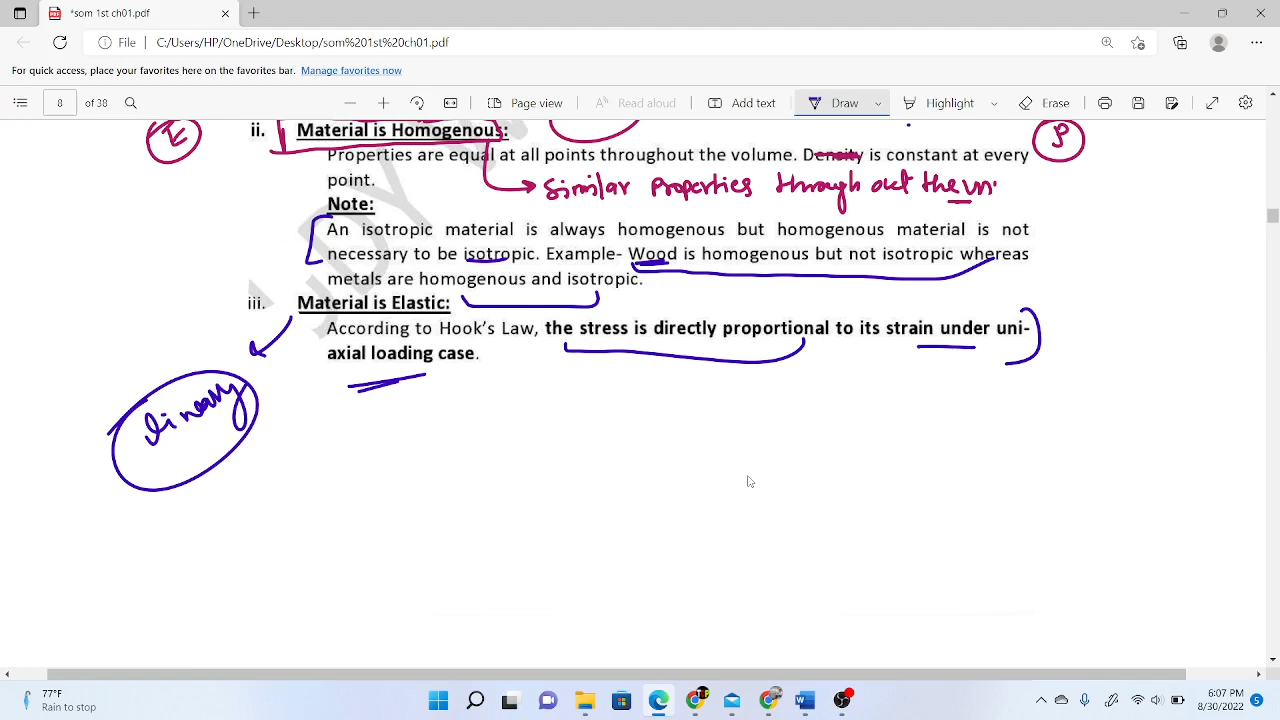 *som 1st ch01.pdf
File C:/Users/HP/OneDrive/Desktop/som%201st%20ch01.pdf
For quick access, place your favorites here on the favorites bar. Manage favorites now
8 of 38 Page view Read aloud Add text Draw Highlight Erase
E ii. Material is Homogenous: S
Properties are equal at all points throughout the volume. Density is constant at every
point.
similar properties through out the
Note:
An isotropic material is always homogenous but homogenous material is not
necessary to be isotropic. Example- Wood is homogenous but not isotropic whereas
metals are homogenous and isotropic.
iii. Material is Elastic:
According to Hook's Law, the stress is directly proportional to its strain under uni-
axial loading case.
linearly
77°F
Rain to stop
6:07 PM
8/30/2022
5